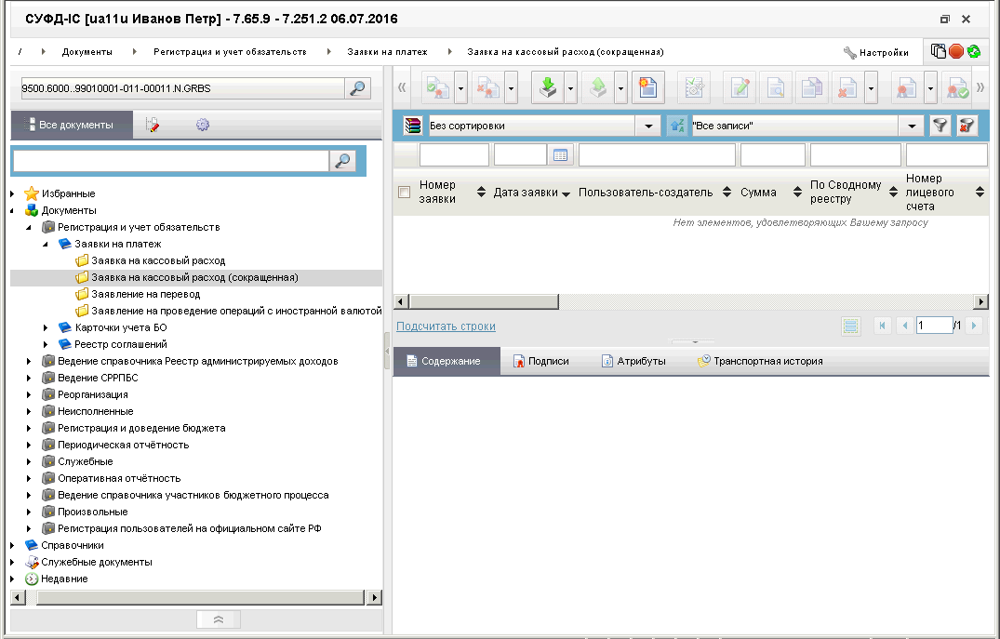 СУФД-IC [ua11u Иванов Петр] - 7.65.9 - 7.251.2 06.07.2016
/ Документы Регистрация и учет обязательств Заявки на платеж Заявка на кассовый расход (сокращенная) Настройки
9500.6000..99010001-011-00011.N.GRBS
Все документы
Избранные
Документы
Регистрация и учет обязательств
Заявки на платеж
Заявка на кассовый расход
Заявка на кассовый расход (сокращенная)
Заявление на перевод
Заявление на проведение операций с иностранной валютой
Карточки учета БО
Реестр соглашений
Ведение справочника Реестр администрируемых доходов
Ведение СРРПБС
Реорганизация
Неисполненные
Регистрация и доведение бюджета
Периодическая отчётность
Служебные
Оперативная отчётность
Ведение справочника участников бюджетного процесса
Произвольные
Регистрация пользователей на официальном сайте РФ
Справочники
Служебные документы
Недавние
Без сортировки "Все записи"
Номер заявки Дата заявки Пользователь-создатель Сумма По Сводному реестру Номер лицевого счета
Нет элементов, удовлетворяющих Вашему запросу
Подсчитать строки 1 /1
Содержание Подписи Атрибуты Транспортная история